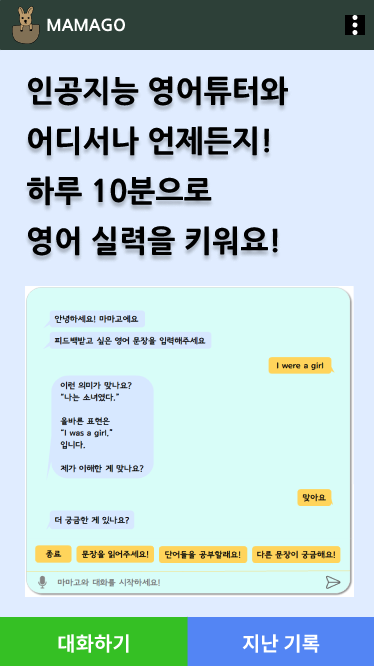 MAMAGO
인공지능 영어튜터와
어디서나 언제든지!
하루 10분으로
영어 실력을 키워요!
안녕하세요! 마마고에요
피드백받고 싶은 영어 문장을 입력해주세요
I were a girl
이런 의미가 맞나요?
“나는 소녀였다.”
올바른 표현은
“I was a girl.”
입니다.
제가 이해한 게 맞나요?
맞아요
더 궁금한 게 있나요?
종료 문장을 읽어주세요! 단어들을 공부할래요! 다른 문장이 궁금해요!
마마고와 대화를 시작하세요!
대화하기 지난 기록